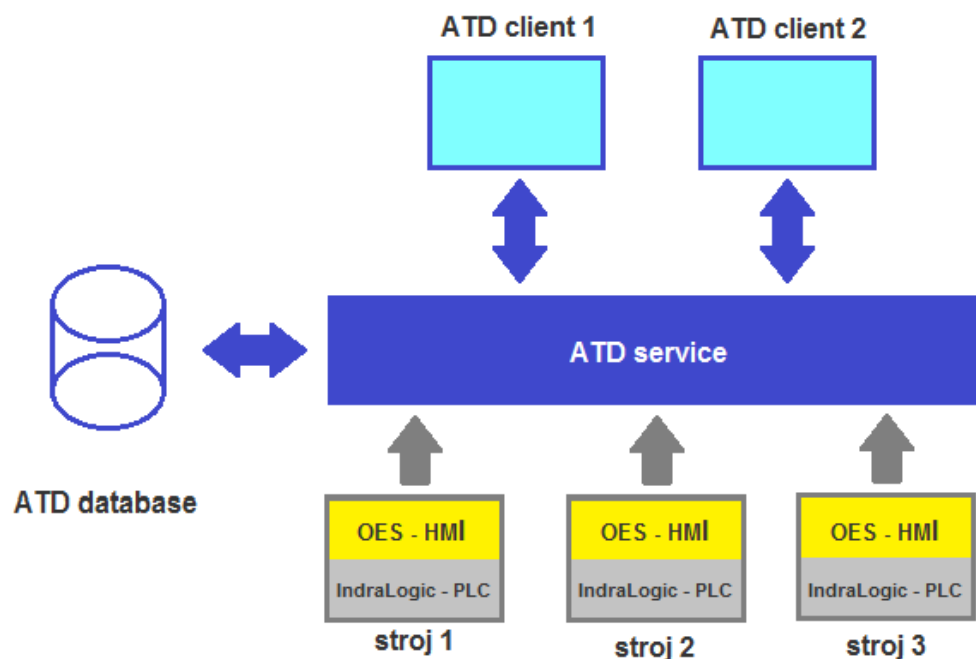 ATD client 1
ATD client 2
ATD service
ATD database
OES - HMI
IndraLogic - PLC
stroj 1
OES - HMI
IndraLogic - PLC
stroj 2
OES - HMI
IndraLogic - PLC
stroj 3